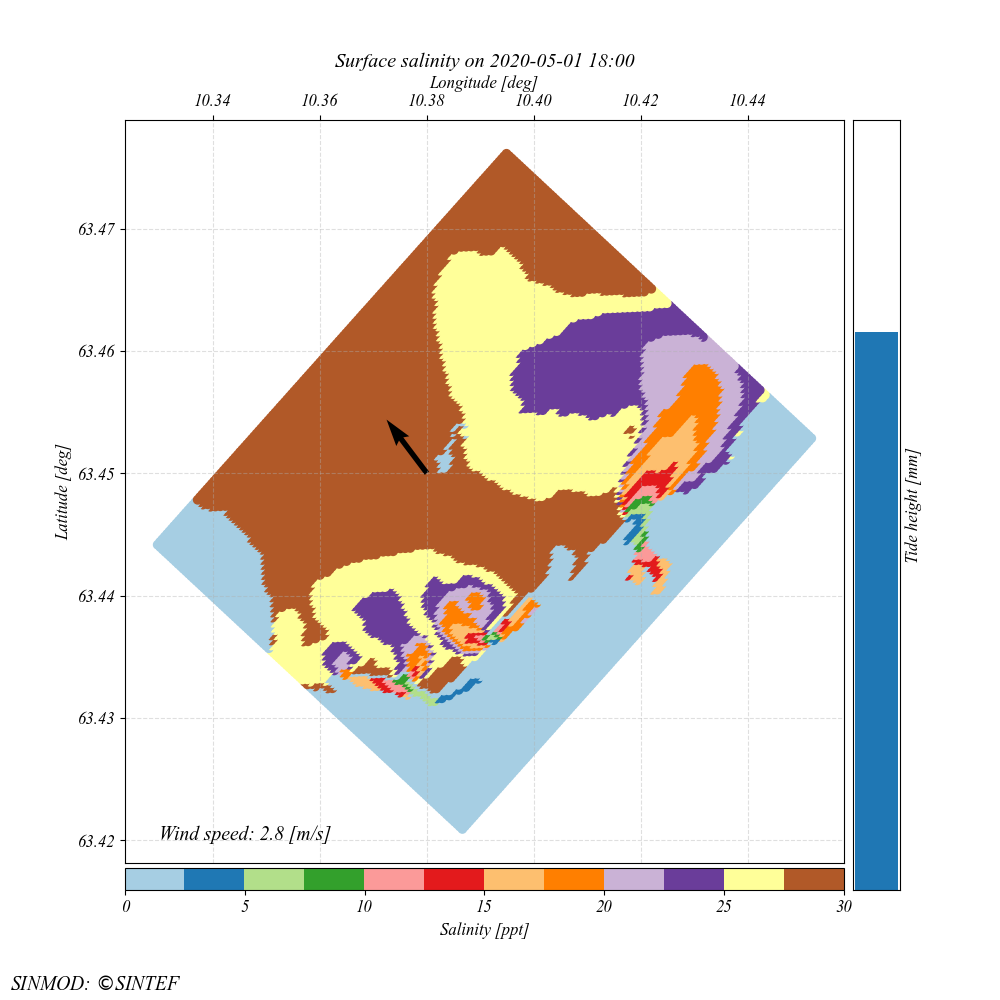 Surface salinity on 2020-05-01 18:00
Longitude [deg]
10.34 10.36 10.38 10.40 10.42 10.44
63.47
63.46
63.45
63.44
63.43
63.42
Latitude [deg]
Tide height [mm]
Wind speed: 2.8 [m/s]
0 5 10 15 20 25 30
Salinity [ppt]
SINMOD: ©SINTEF